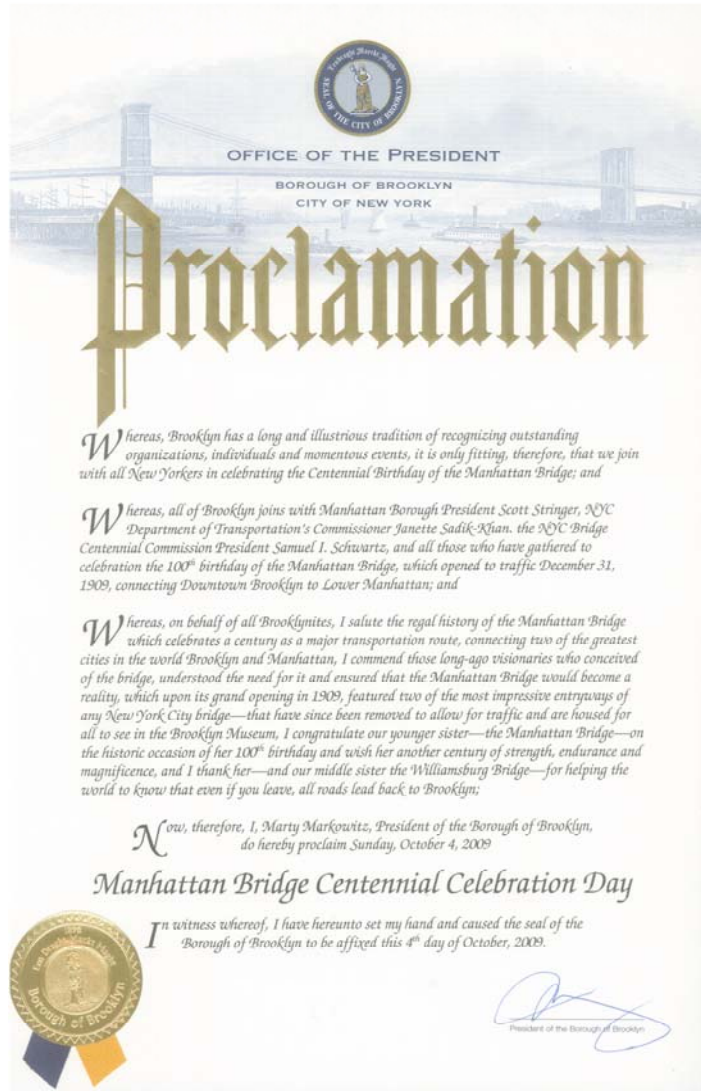 Eendraght Maeckt Maght
SEAL OF THE CITY OF BROOKLYN
OFFICE OF THE PRESIDENT
BOROUGH OF BROOKLYN
CITY OF NEW YORK
Proclamation
Whereas, Brooklyn has a long and illustrious tradition of recognizing outstanding
organizations, individuals and momentous events, it is only fitting, therefore, that we join
with all New Yorkers in celebrating the Centennial Birthday of the Manhattan Bridge; and
Whereas, all of Brooklyn joins with Manhattan Borough President Scott Stringer, NYC
Department of Transportation's Commissioner Janette Sadik-Khan. the NYC Bridge
Centennial Commission President Samuel I. Schwartz, and all those who have gathered to
celebration the 100th birthday of the Manhattan Bridge, which opened to traffic December 31,
1909, connecting Downtown Brooklyn to Lower Manhattan; and
Whereas, on behalf of all Brooklynites, I salute the regal history of the Manhattan Bridge
which celebrates a century as a major transportation route, connecting two of the greatest
cities in the world Brooklyn and Manhattan, I commend those long-ago visionaries who conceived
of the bridge, understood the need for it and ensured that the Manhattan Bridge would become a
reality, which upon its grand opening in 1909, featured two of the most impressive entryways of
any New York City bridge—that have since been removed to allow for traffic and are housed for
all to see in the Brooklyn Museum, I congratulate our younger sister—the Manhattan Bridge—on
the historic occasion of her 100th birthday and wish her another century of strength, endurance and
magnificence, and I thank her—and our middle sister the Williamsburg Bridge—for helping the
world to know that even if you leave, all roads lead back to Brooklyn;
Now, therefore, I, Marty Markowitz, President of the Borough of Brooklyn,
do hereby proclaim Sunday, October 4, 2009
Manhattan Bridge Centennial Celebration Day
In witness whereof, I have hereunto set my hand and caused the seal of the
Borough of Brooklyn to be affixed this 4th day of October, 2009.
Borough of Brooklyn
President of the Borough of Brooklyn